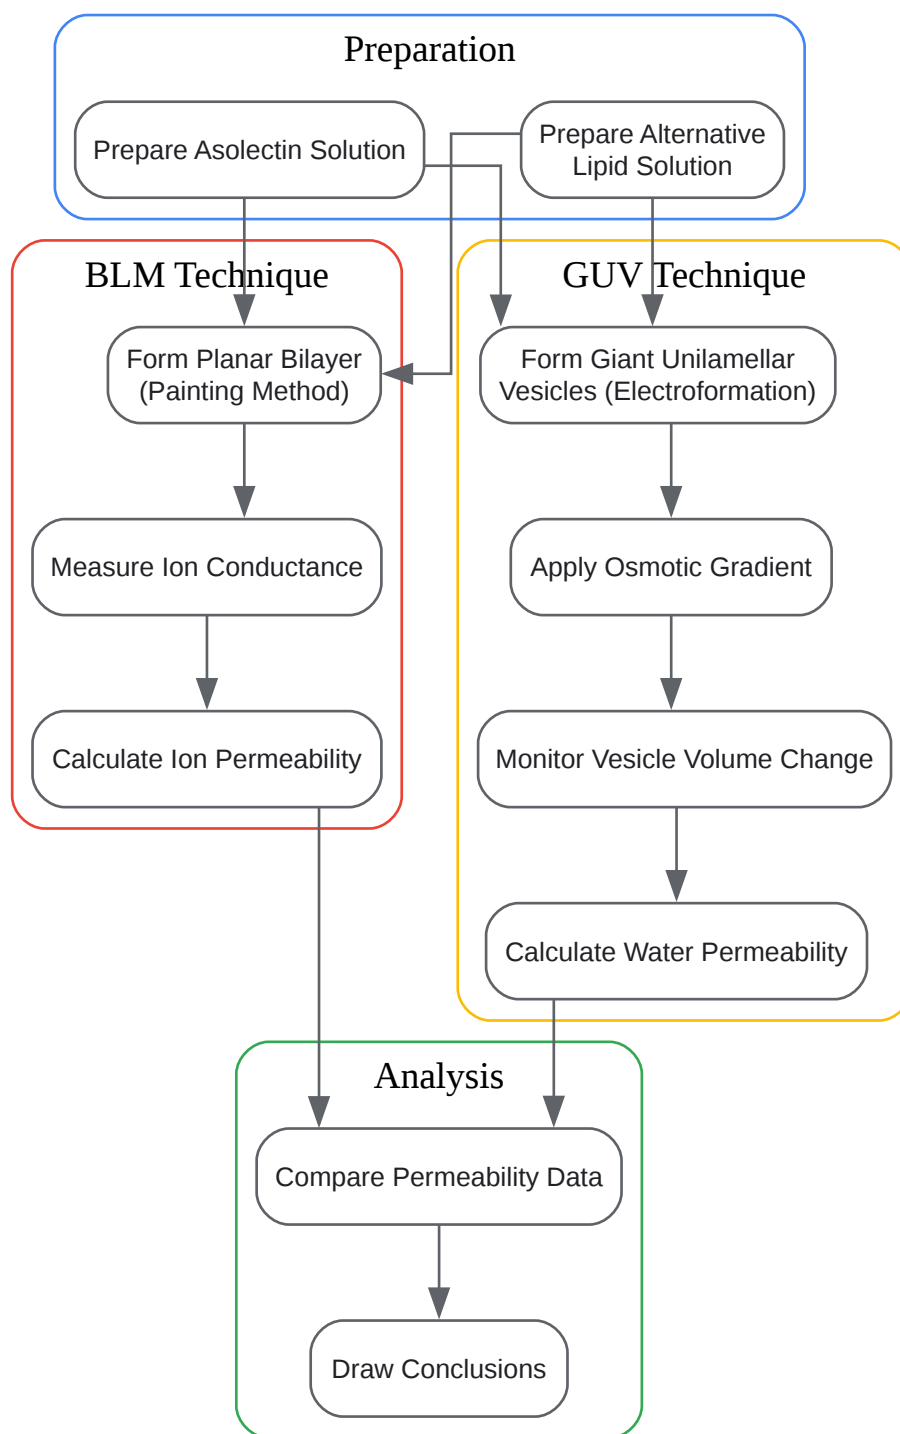 Preparation
Prepare Asolectin Solution
Prepare Alternative
Lipid Solution
BLM Technique
Form Planar Bilayer
(Painting Method)
Measure Ion Conductance
Calculate Ion Permeability
GUV Technique
Form Giant Unilamellar
Vesicles (Electroformation)
Apply Osmotic Gradient
Monitor Vesicle Volume Change
Calculate Water Permeability
Analysis
Compare Permeability Data
Draw Conclusions